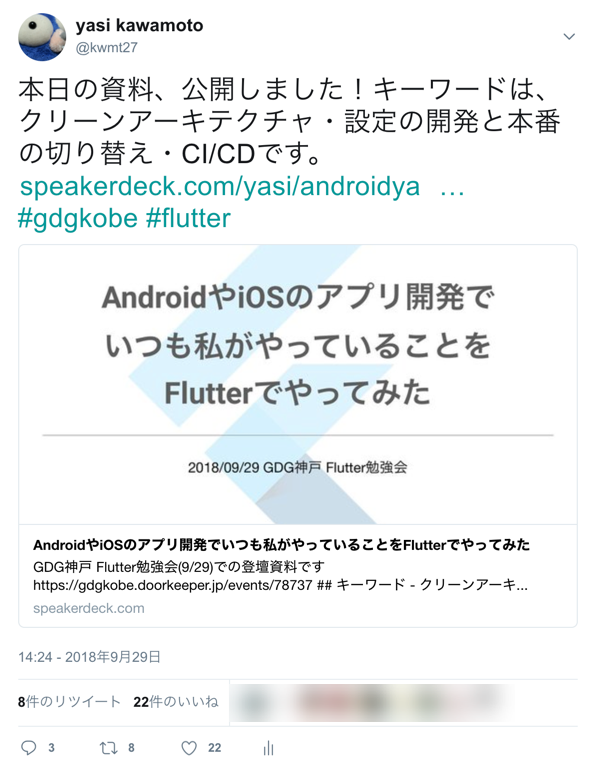 yasi kawamoto
@kwmt27
本日の資料、公開しました！キーワードは、
クリーンアーキテクチャ・設定の開発と本番
の切り替え・CI/CDです。
speakerdeck.com/yasi/androidya …
#gdgkobe #flutter
AndroidやiOSのアプリ開発で
いつも私がやっていることを
Flutterでやってみた
2018/09/29 GDG神戸 Flutter勉強会
AndroidやiOSのアプリ開発でいつも私がやっていることをFlutterでやってみた
GDG神戸 Flutter勉強会(9/29)での登壇資料です
https://gdgkobe.doorkeeper.jp/events/78737 ## キーワード - クリーンアーキ...
speakerdeck.com
14:24 - 2018年9月29日
8件のリツイート 22件のいいね
3 8 22